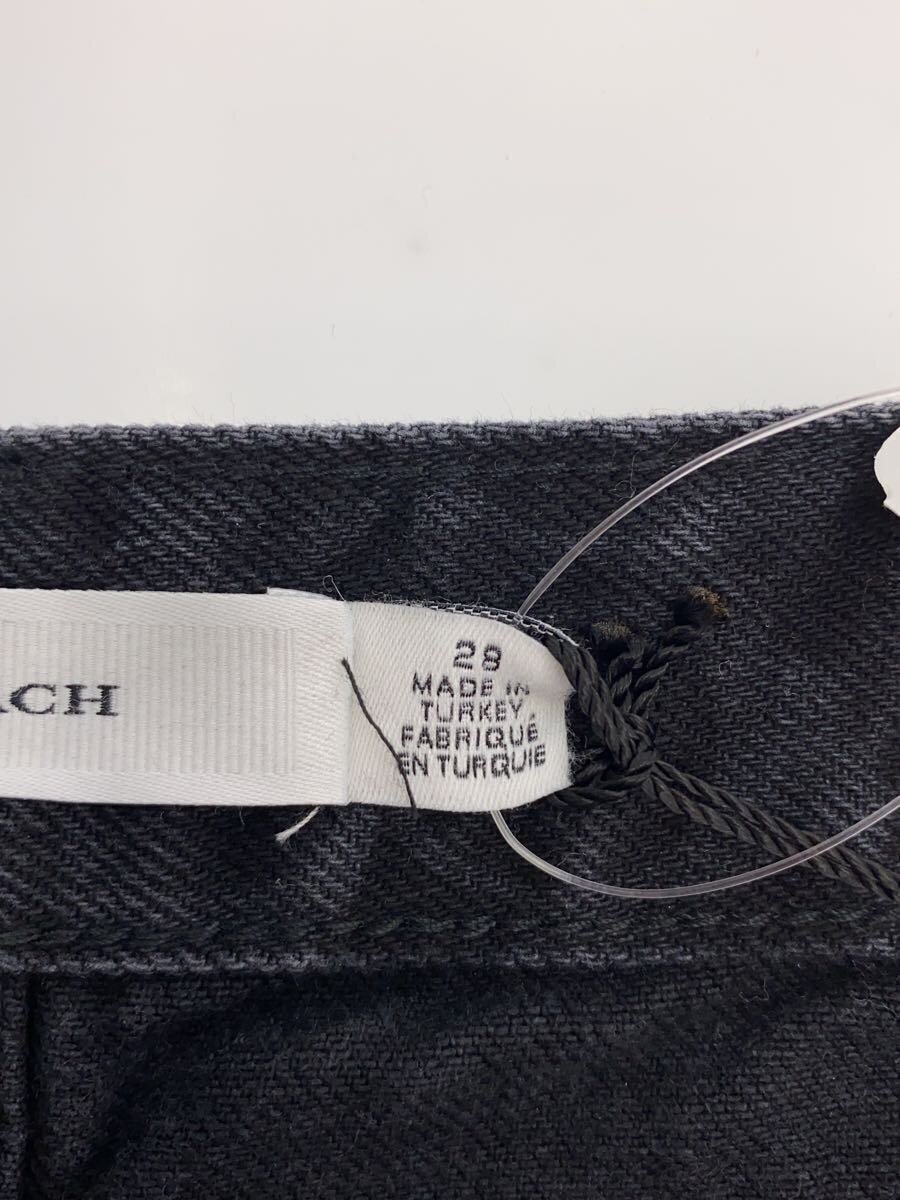 ACH
28
MADE IN
TURKEY
FABRIQUÉ
EN TURQUIE